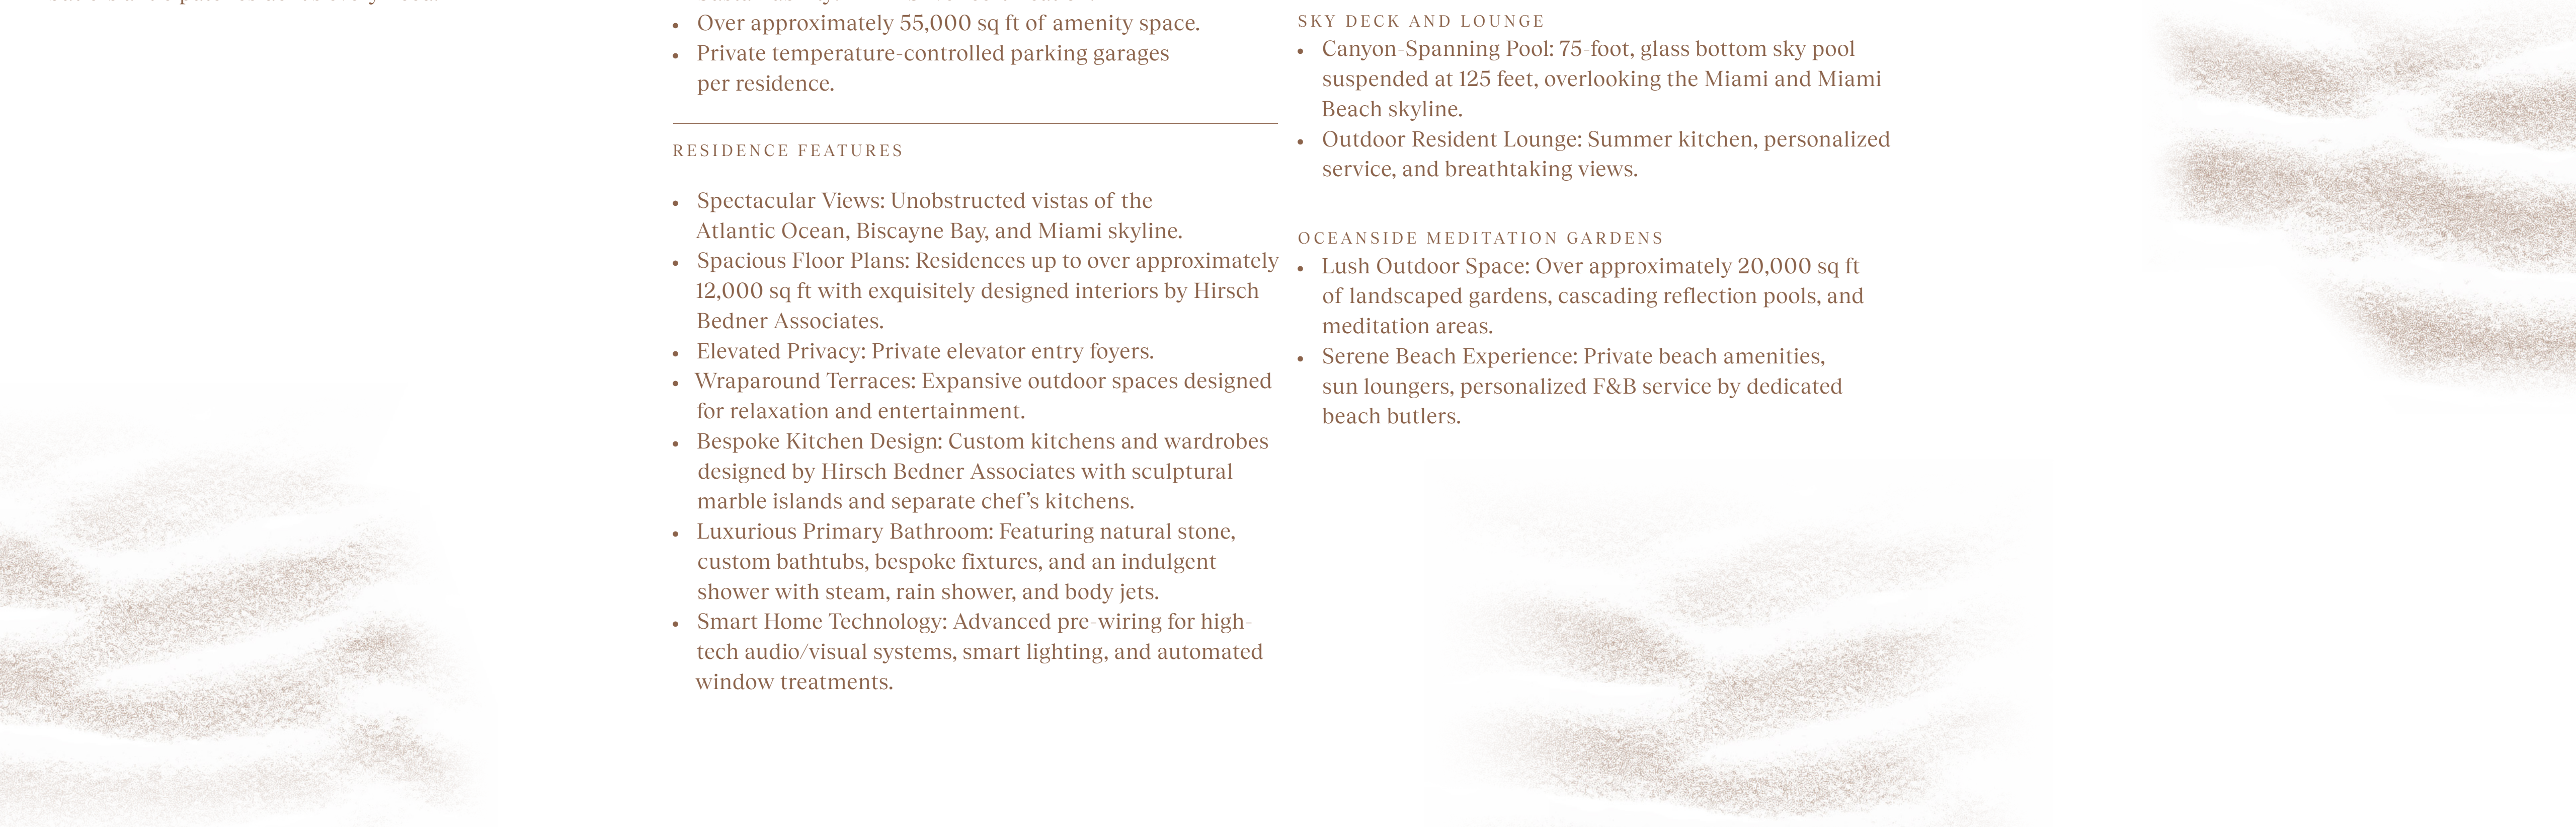 Over approximately 55,000 sq ft of amenity space.
Private temperature-controlled parking garages
per residence.
RESIDENCE FEATURES
Spectacular Views: Unobstructed vistas of the
Atlantic Ocean, Biscayne Bay, and Miami skyline.
Spacious Floor Plans: Residences up to over approximately
12,000 sq ft with exquisitely designed interiors by Hirsch
Bedner Associates.
Elevated Privacy: Private elevator entry foyers.
Wraparound Terraces: Expansive outdoor spaces designed
for relaxation and entertainment.
Bespoke Kitchen Design: Custom kitchens and wardrobes
designed by Hirsch Bedner Associates with sculptural
marble islands and separate chef’s kitchens.
Luxurious Primary Bathroom: Featuring natural stone,
custom bathtubs, bespoke fixtures, and an indulgent
shower with steam, rain shower, and body jets.
Smart Home Technology: Advanced pre-wiring for high-
tech audio/visual systems, smart lighting, and automated
window treatments.
SKY DECK AND LOUNGE
Canyon-Spanning Pool: 75-foot, glass bottom sky pool
suspended at 125 feet, overlooking the Miami and Miami
Beach skyline.
Outdoor Resident Lounge: Summer kitchen, personalized
service, and breathtaking views.
OCEANSIDE MEDITATION GARDENS
Lush Outdoor Space: Over approximately 20,000 sq ft
of landscaped gardens, cascading reflection pools, and
meditation areas.
Serene Beach Experience: Private beach amenities,
sun loungers, personalized F&B service by dedicated
beach butlers.